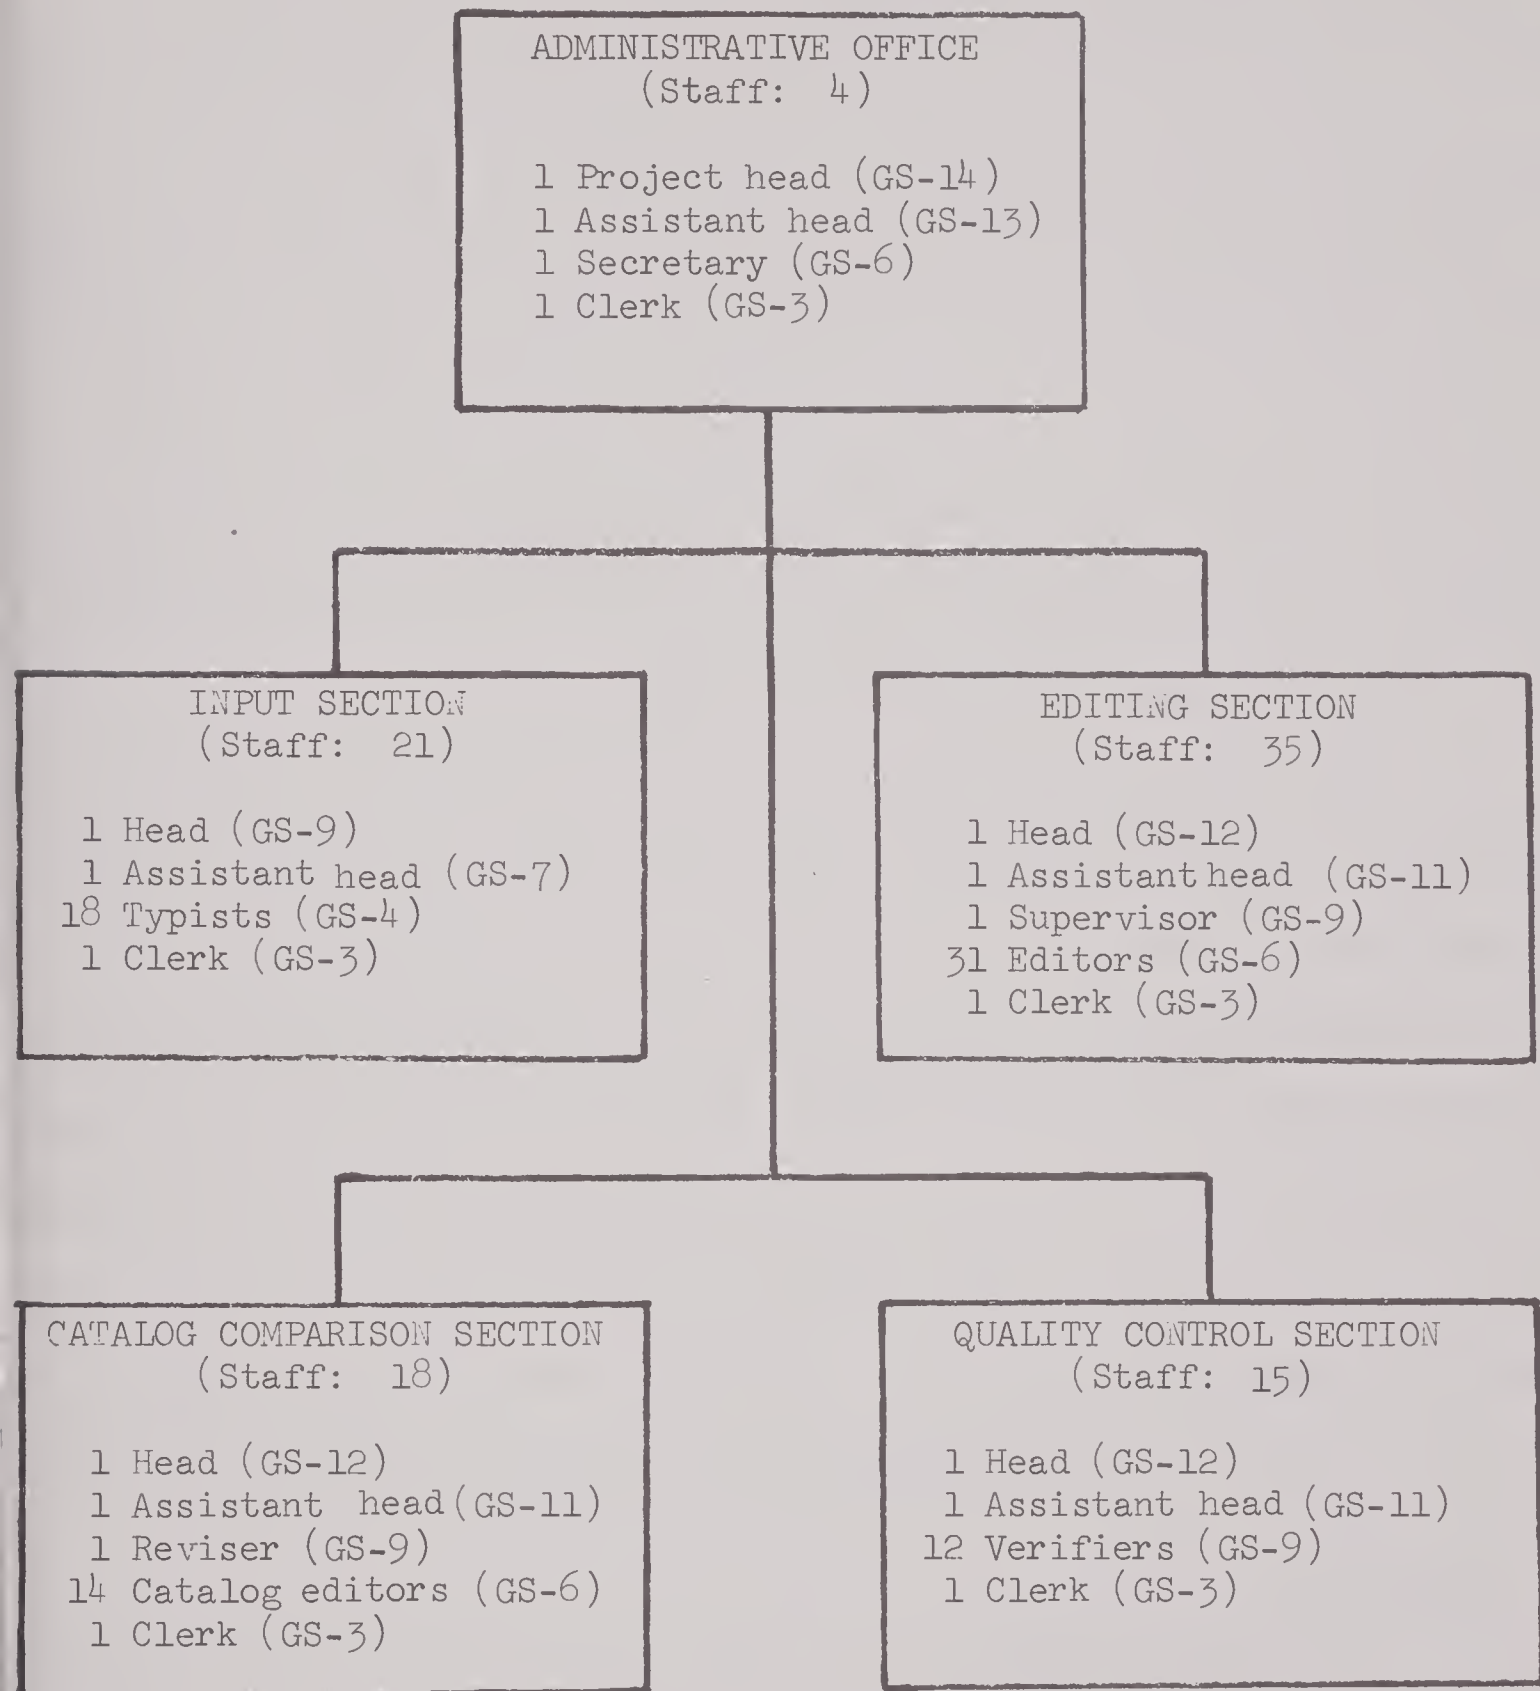 ADMINISTRATIVE OFFICE
(Staff: 4)
1 Project head (GS-14)
1 Assistant head (GS-13)
1 Secretary (GS-6)
1 Clerk (GS-3)
INPUT SECTION
(Staff: 21)
1 Head (GS-9)
1 Assistant head (GS-7)
18 Typists (GS-4)
1 Clerk (GS-3)
EDITING SECTION
(Staff: 35)
1 Head (GS-12)
1 Assistant head (GS-11)
1 Supervisor (GS-9)
31 Editors (GS-6)
1 Clerk (GS-3)
CATALOG COMPARISON SECTION
(Staff: 18)
1 Head (GS-12)
1 Assistant head (GS-11)
1 Reviser (GS-9)
14 Catalog editors (GS-6)
1 Clerk (GS-3)
QUALITY CONTROL SECTION
(Staff: 15)
1 Head (GS-12)
1 Assistant head (GS-11)
12 Verifiers (GS-9)
1 Clerk (GS-3)